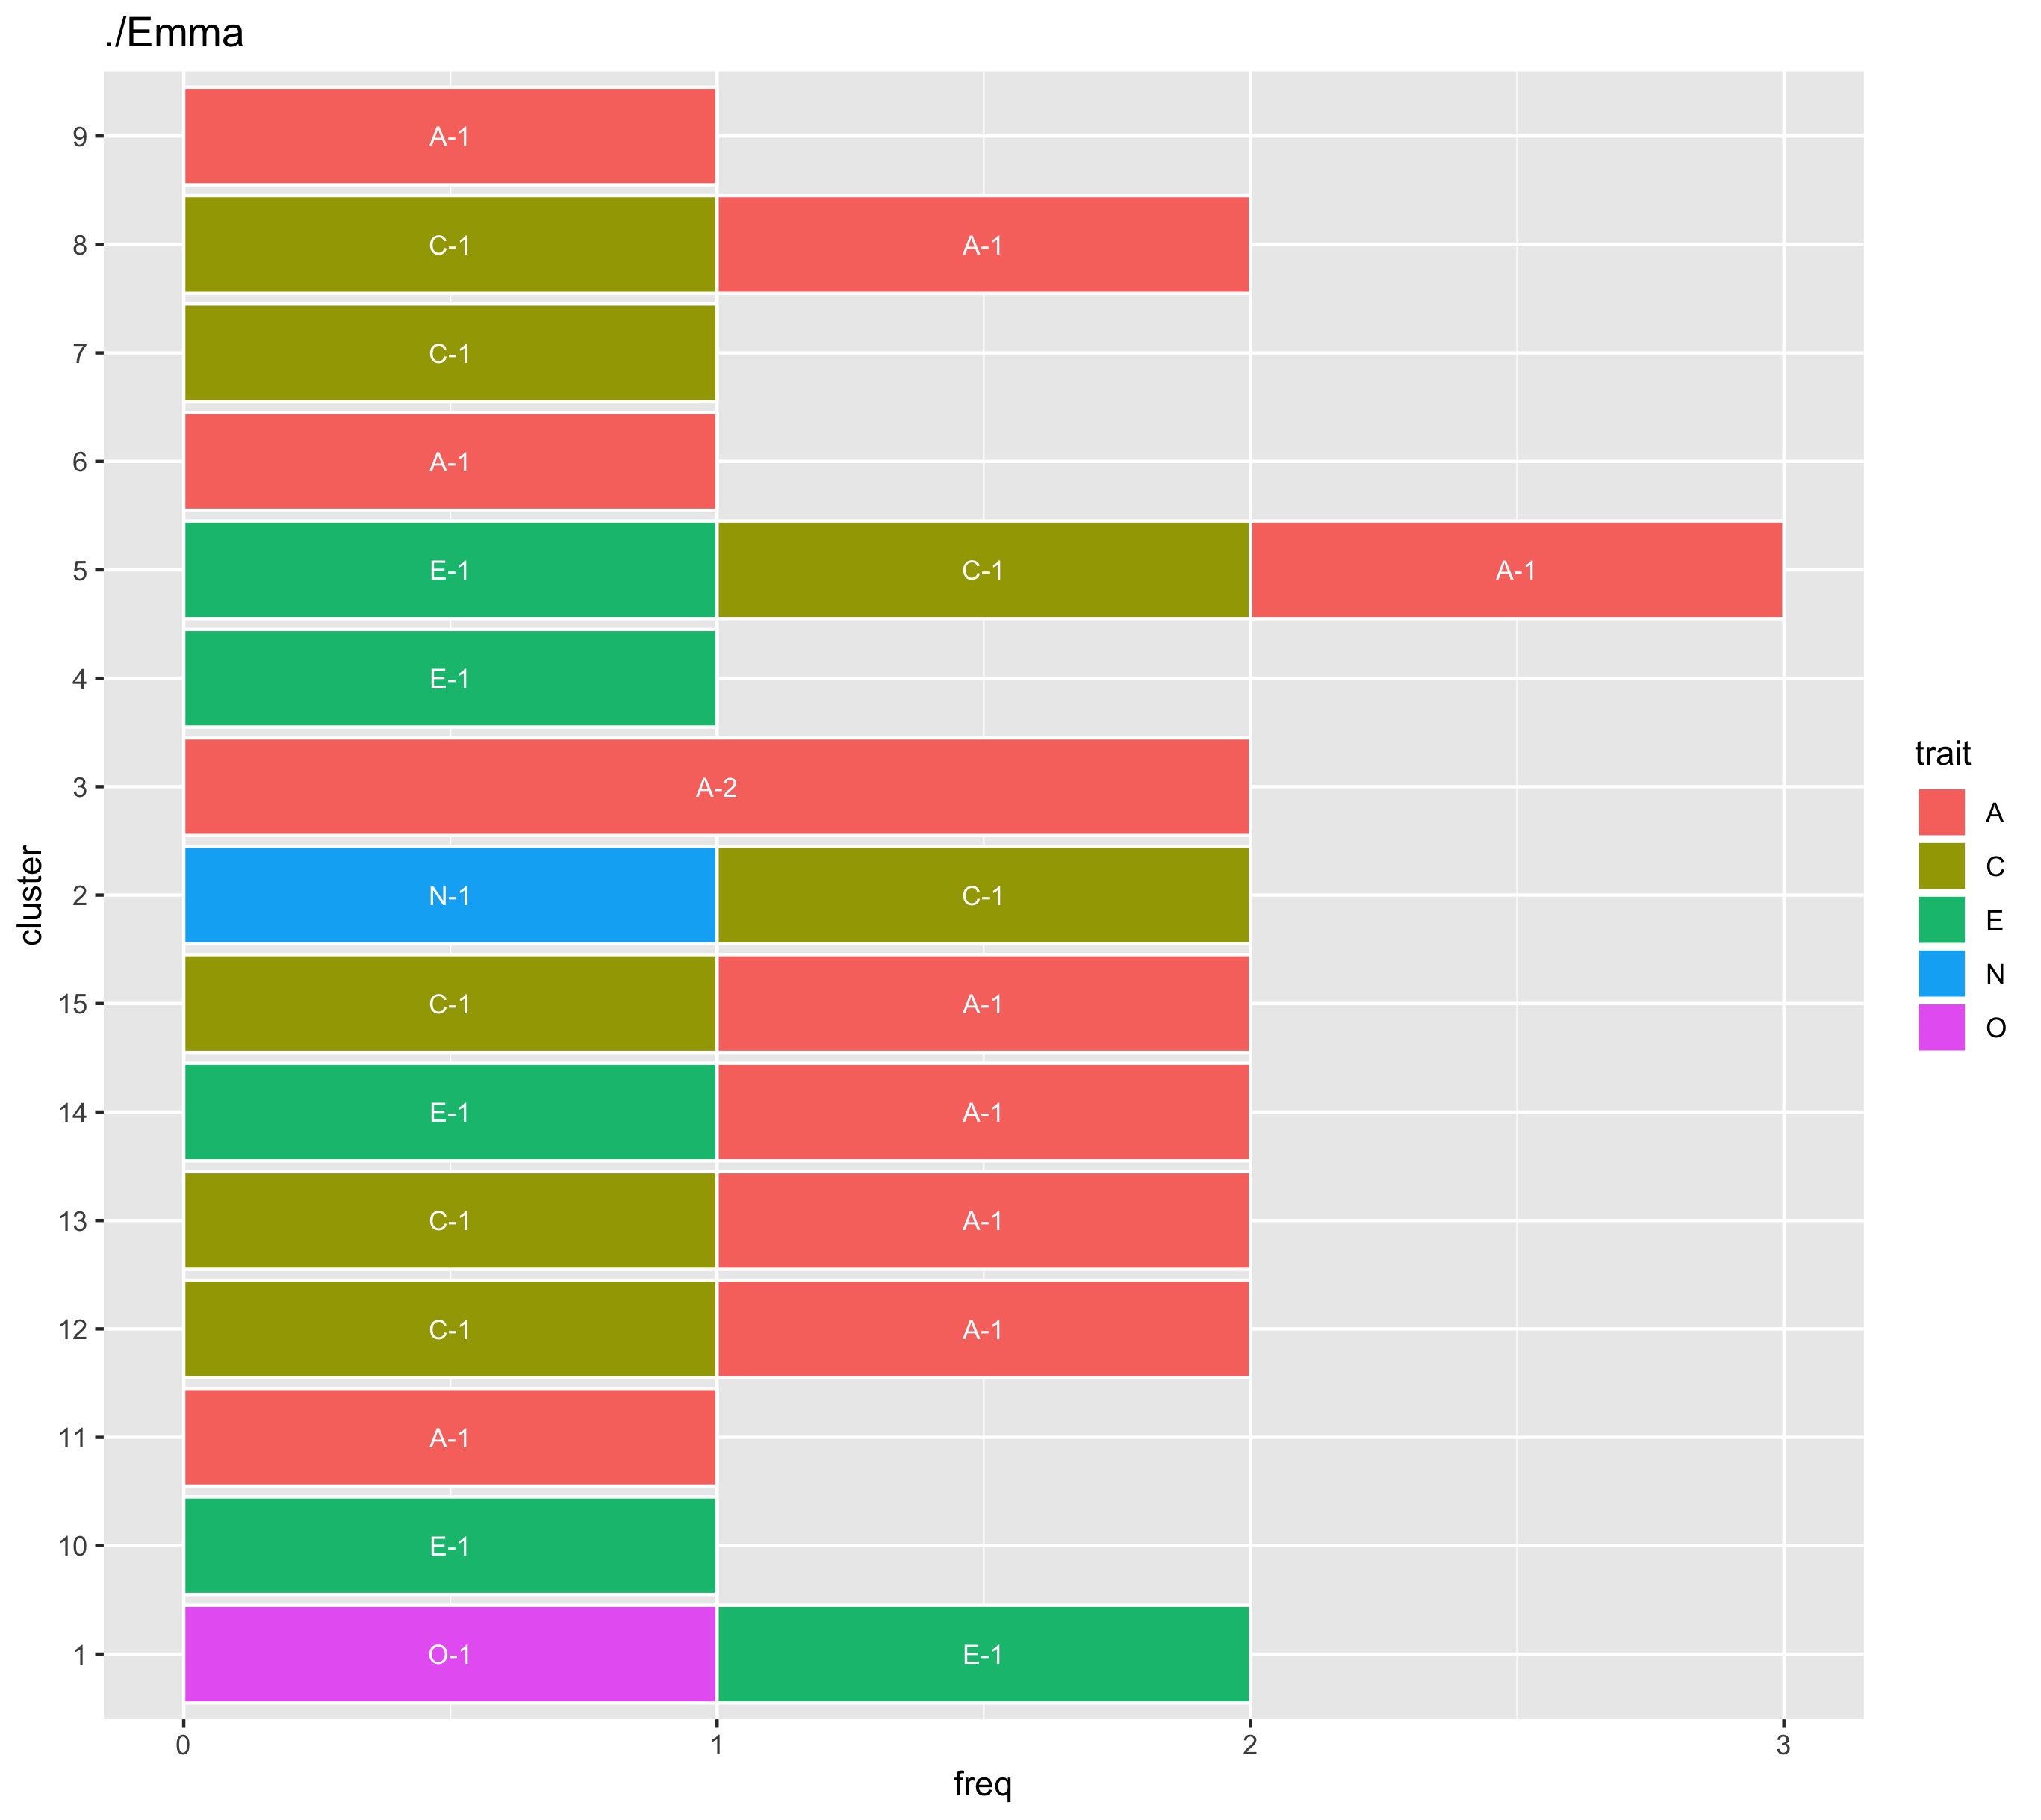 ./Emma
9 A-1
8 C-1 A-1
7 C-1
6 A-1
5 E-1 C-1 A-1
4 E-1
3 A-2
2 N-1 C-1
15 C-1 A-1
14 E-1 A-1
13 C-1 A-1
12 C-1 A-1
11 A-1
10 E-1
1 O-1 E-1
0 1 2 3
freq
cluster
trait
A
C
E
N
O